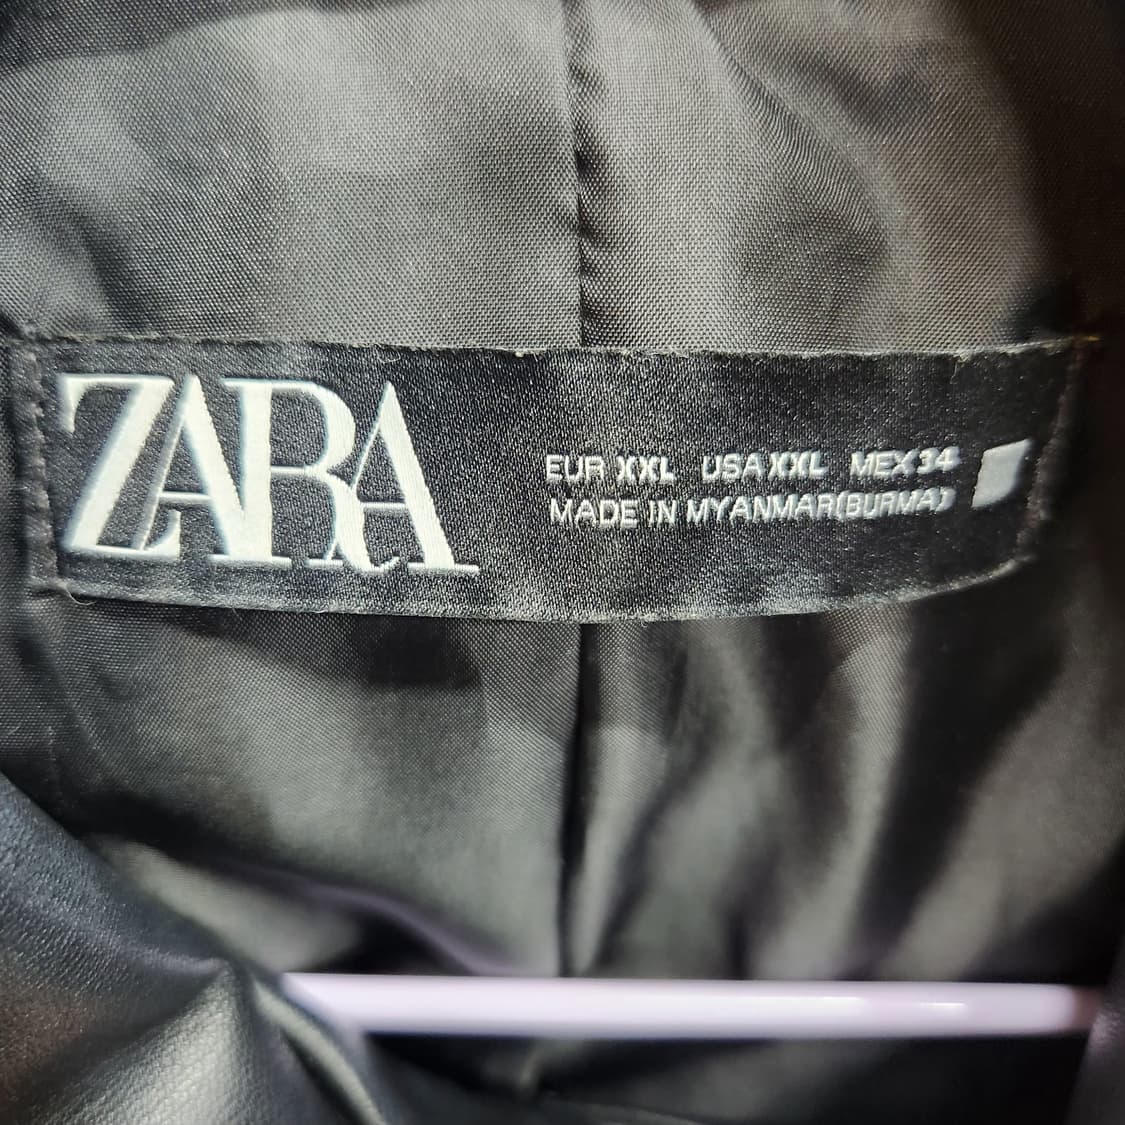 ZARA
EUR XXL USA XXL MEX 34
MADE IN MYANMAR(BURMA)